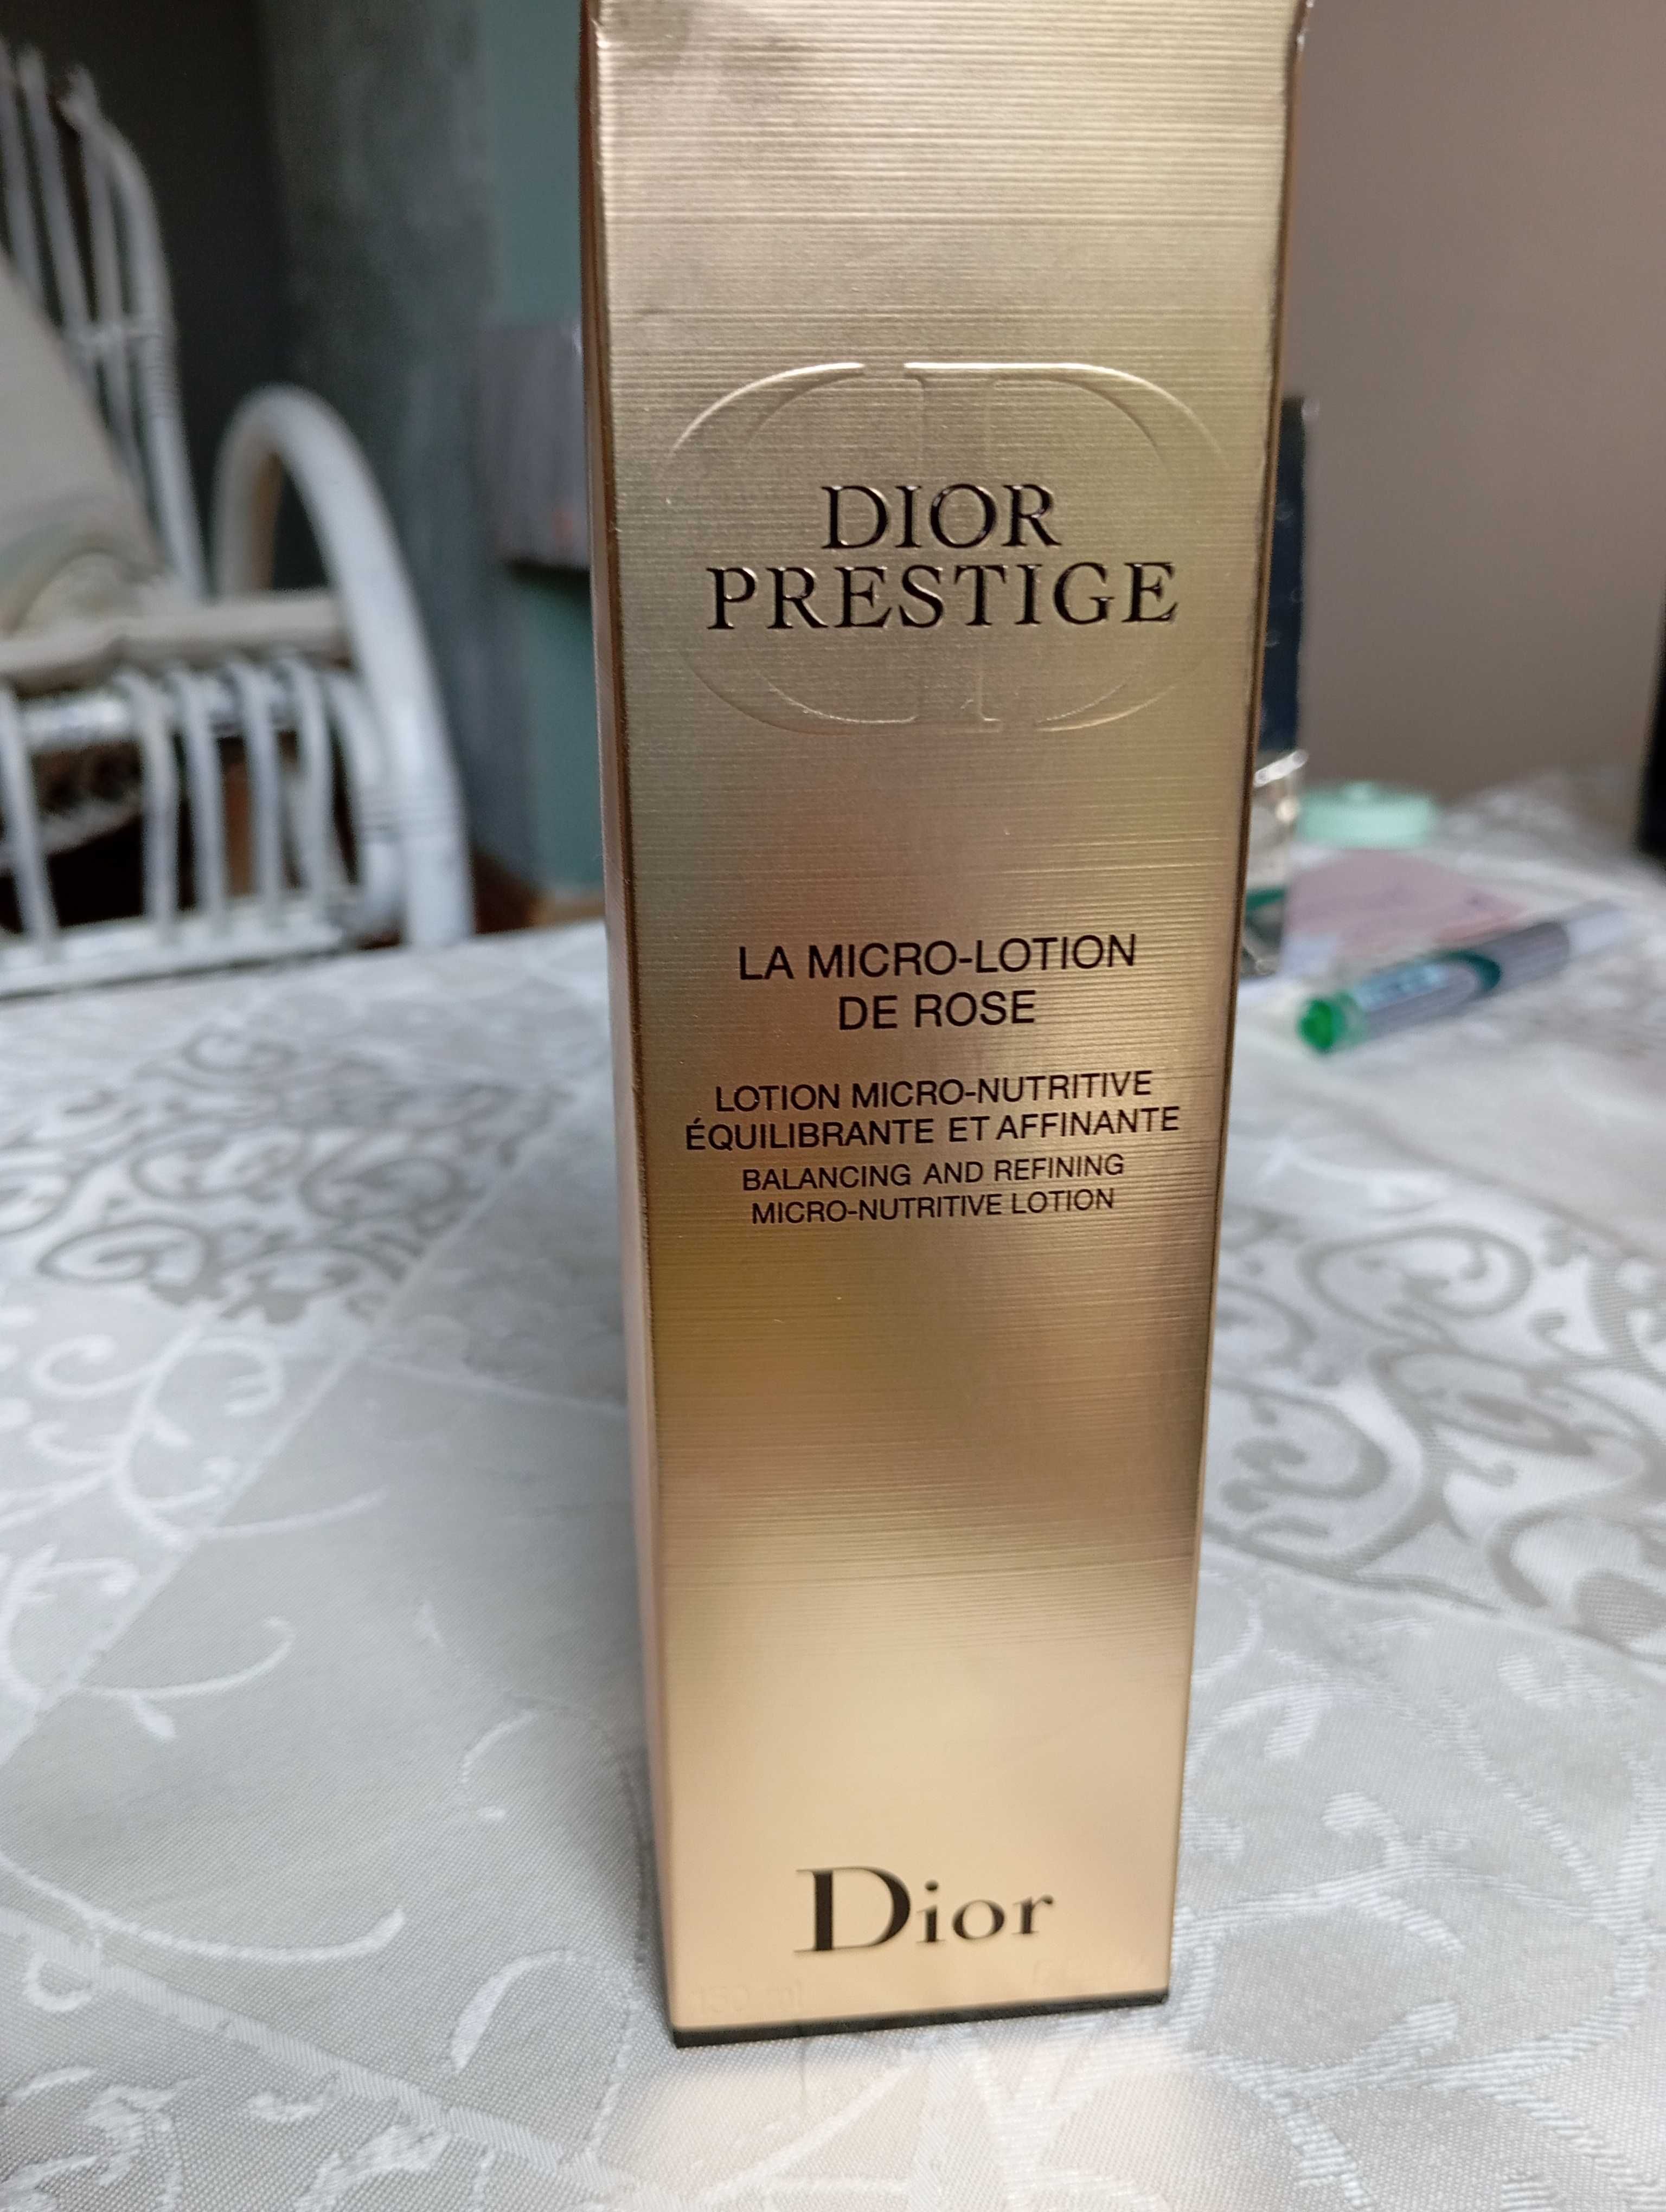 DIOR
PRESTIGE
LA MICRO-LOTION
DE ROSE
LOTION MICRO-NUTRITIVE
ÉQUILIBRANTE ET AFFINANTE
BALANCING AND REFINING
MICRO-NUTRITIVE LOTION
Dior